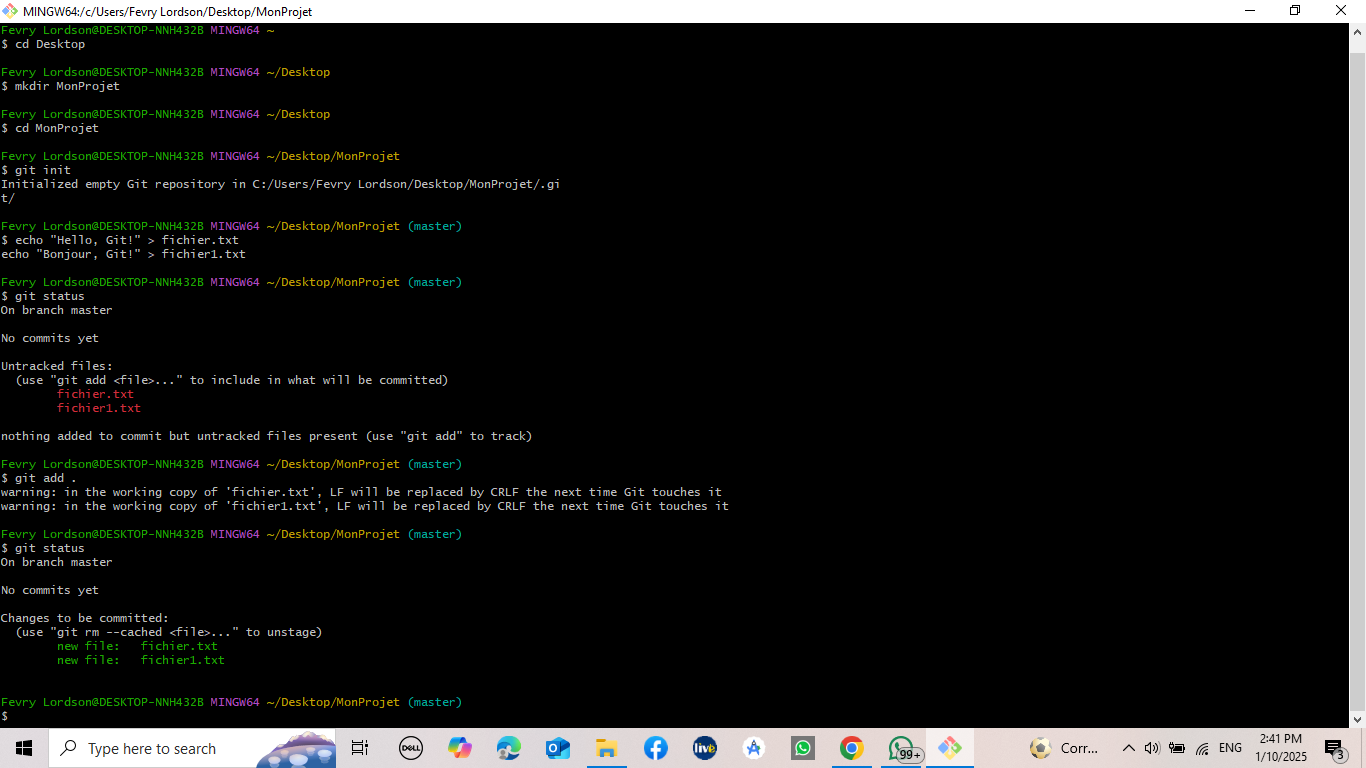 MINGW64:/c/Users/Fevry Lordson/Desktop/MonProjet
Fevry Lordson@DESKTOP-NNH432B MINGW64 ~
$ cd Desktop
Fevry Lordson@DESKTOP-NNH432B MINGW64 ~/Desktop
$ mkdir MonProjet
Fevry Lordson@DESKTOP-NNH432B MINGW64 ~/Desktop
$ cd MonProjet
Fevry Lordson@DESKTOP-NNH432B MINGW64 ~/Desktop/MonProjet
$ git init
Initialized empty Git repository in C:/Users/Fevry Lordson/Desktop/MonProjet/.gi
t/
Fevry Lordson@DESKTOP-NNH432B MINGW64 ~/Desktop/MonProjet (master)
$ echo "Hello, Git!" > fichier.txt
echo "Bonjour, Git!" > fichier1.txt
Fevry Lordson@DESKTOP-NNH432B MINGW64 ~/Desktop/MonProjet (master)
$ git status
On branch master
No commits yet
Untracked files:
(use "git add <file>..." to include in what will be committed)
fichier.txt
fichier1.txt
nothing added to commit but untracked files present (use "git add" to track)
Fevry Lordson@DESKTOP-NNH432B MINGW64 ~/Desktop/MonProjet (master)
$ git add .
warning: in the working copy of 'fichier.txt', LF will be replaced by CRLF the next time Git touches it
warning: in the working copy of 'fichier1.txt', LF will be replaced by CRLF the next time Git touches it
Fevry Lordson@DESKTOP-NNH432B MINGW64 ~/Desktop/MonProjet (master)
$ git status
On branch master
No commits yet
Changes to be committed:
(use "git rm --cached <file>..." to unstage)
new file:   fichier.txt
new file:   fichier1.txt
Fevry Lordson@DESKTOP-NNH432B MINGW64 ~/Desktop/MonProjet (master)
$
Type here to search
DELL
live
99+
Corr...
ENG
2:41 PM
1/10/2025
3